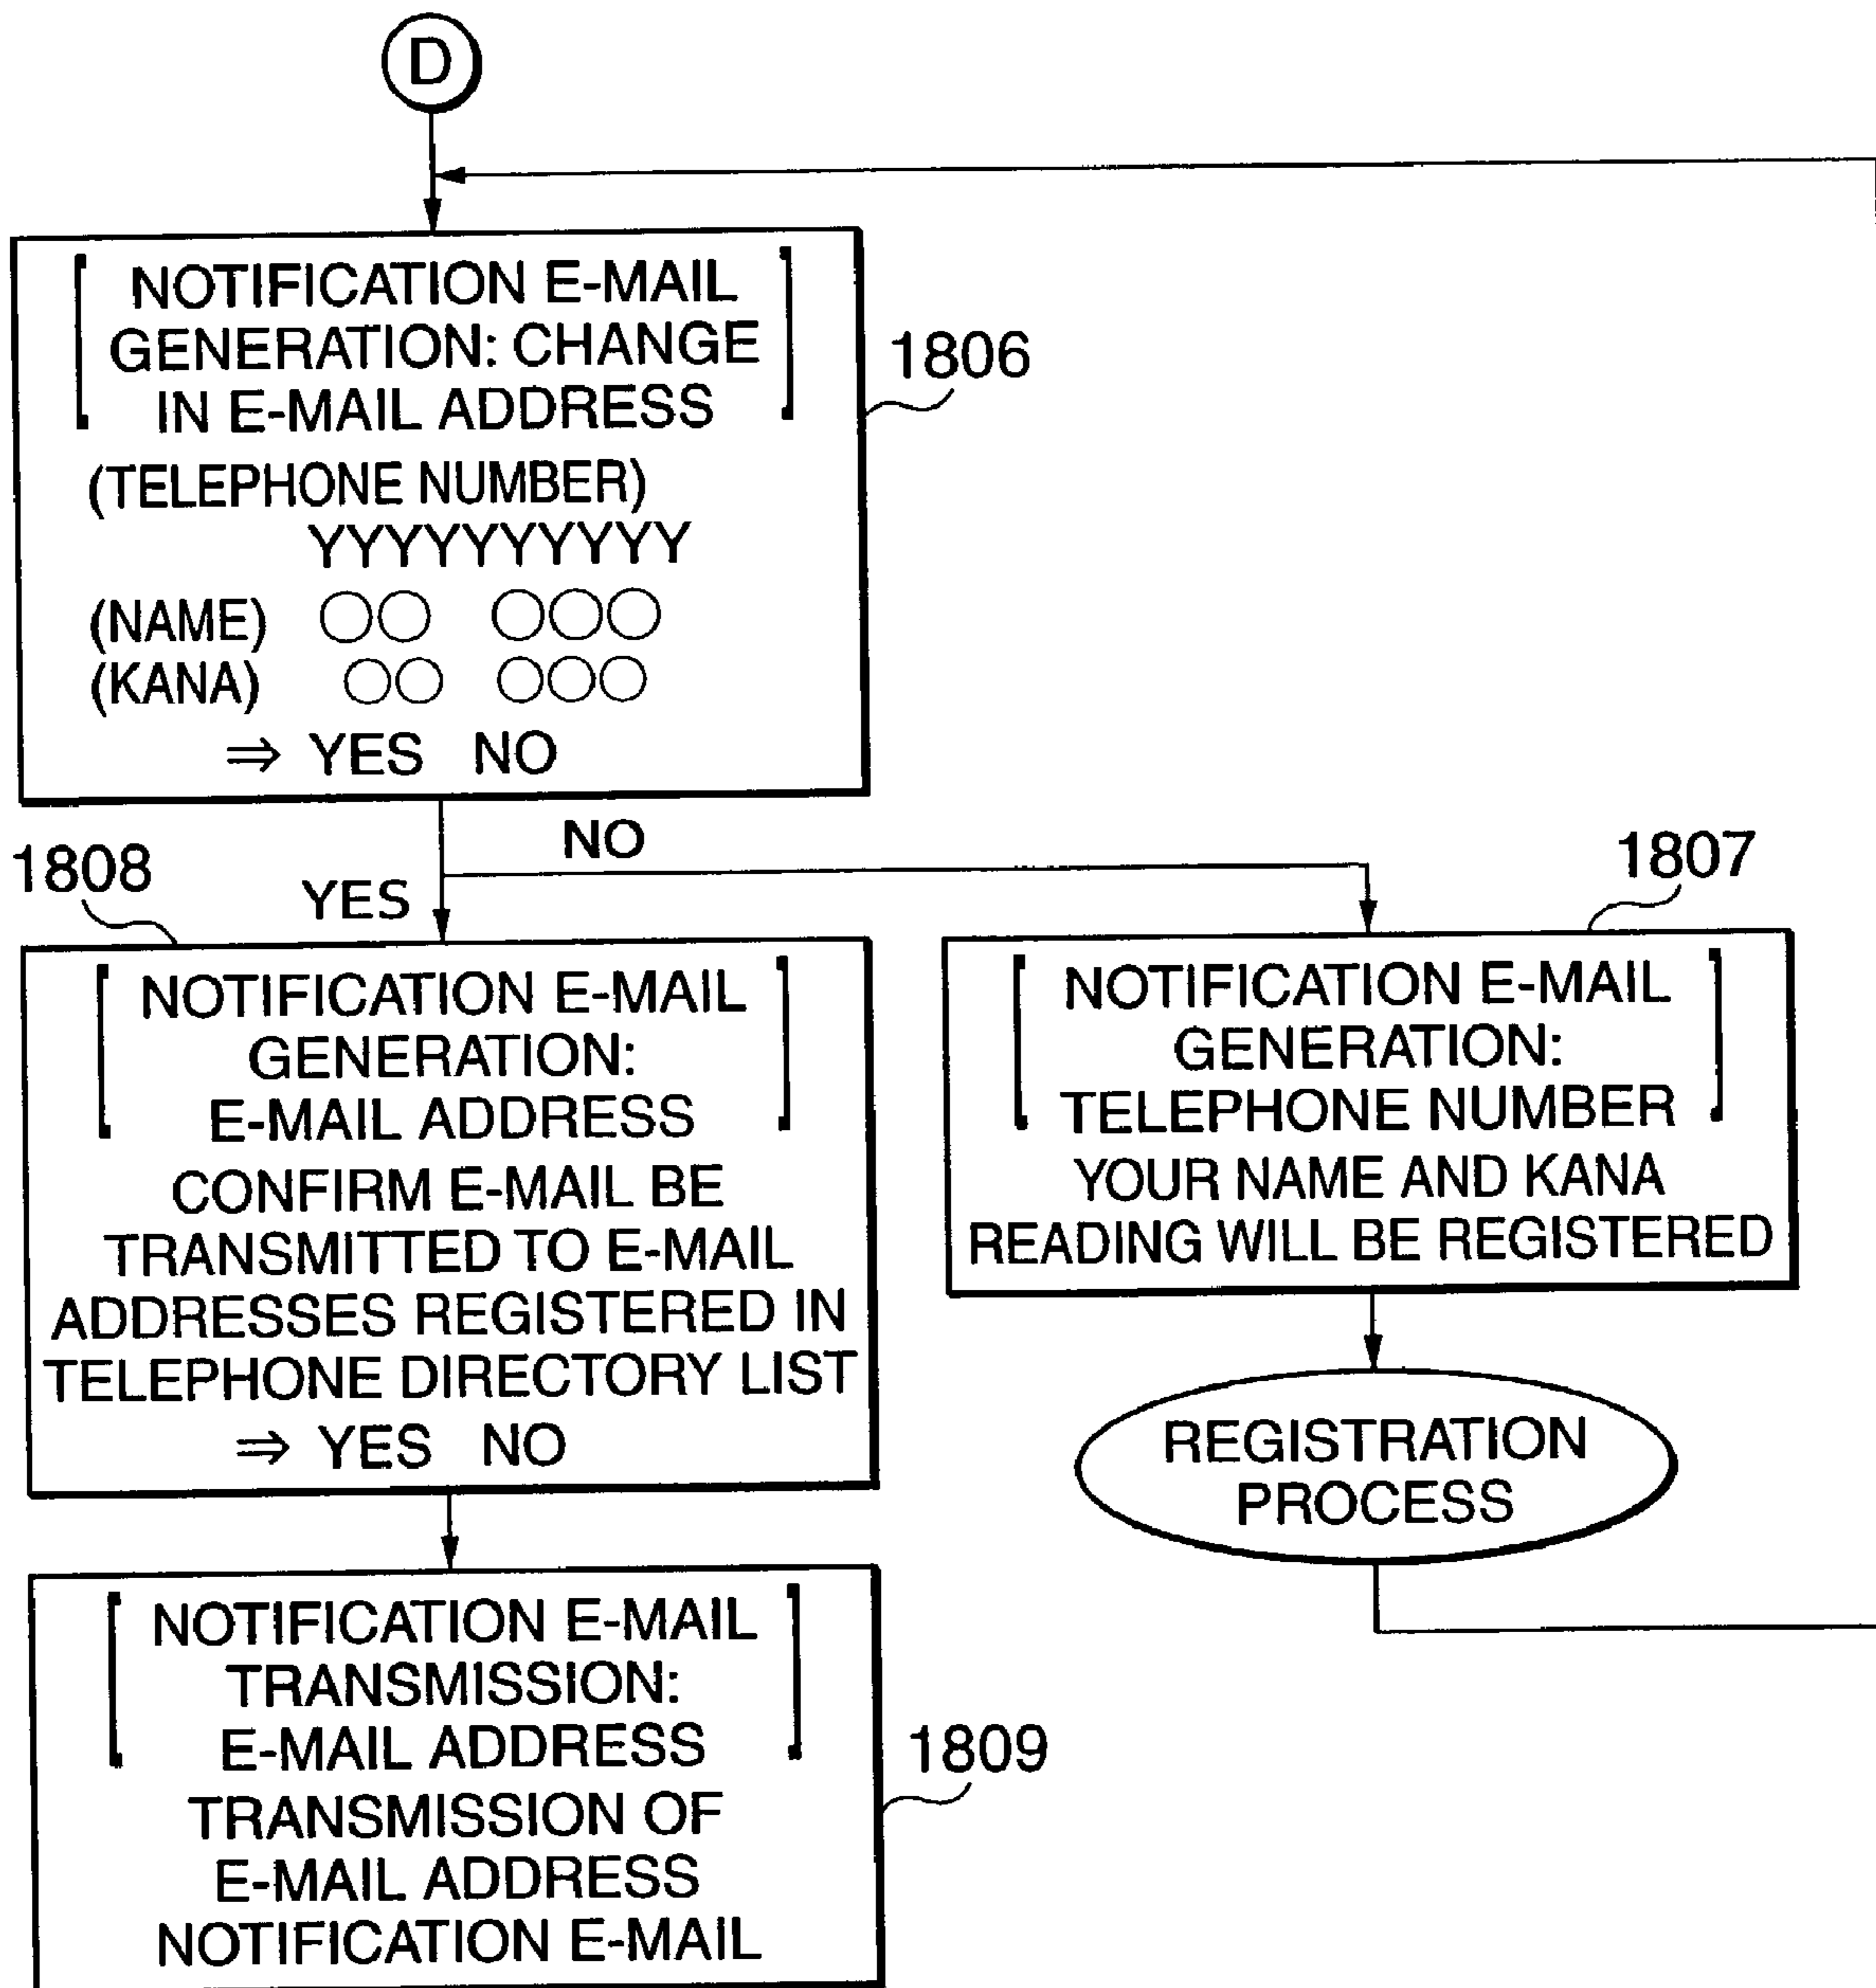 D
NOTIFICATION E-MAIL
GENERATION: CHANGE
IN E-MAIL ADDRESS
1806
(TELEPHONE NUMBER)
YYYYYYYYYY
(NAME) ○○ ○○○
(KANA) ○○ ○○○
⇒ YES NO
NO
YES
1808
NOTIFICATION E-MAIL
GENERATION:
E-MAIL ADDRESS
CONFIRM E-MAIL BE
TRANSMITTED TO E-MAIL
ADDRESSES REGISTERED IN
TELEPHONE DIRECTORY LIST
⇒ YES NO
1807
NOTIFICATION E-MAIL
GENERATION:
TELEPHONE NUMBER
YOUR NAME AND KANA
READING WILL BE REGISTERED
REGISTRATION
PROCESS
NOTIFICATION E-MAIL
TRANSMISSION:
E-MAIL ADDRESS
1809
TRANSMISSION OF
E-MAIL ADDRESS
NOTIFICATION E-MAIL